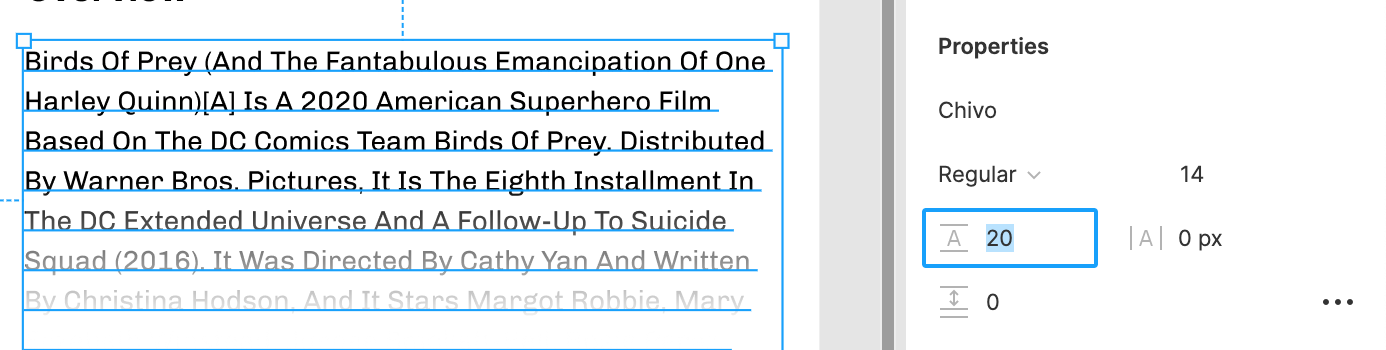 Birds Of Prey (And The Fantabulous Emancipation Of One
Harley Quinn)[A] Is A 2020 American Superhero Film
Based On The DC Comics Team Birds Of Prey. Distributed
By Warner Bros. Pictures, It Is The Eighth Installment In
The DC Extended Universe And A Follow-Up To Suicide
Squad (2016). It Was Directed By Cathy Yan And Written
By Christina Hodson, And It Stars Margot Robbie, Mary
Properties
Chivo
Regular 14
A 20 |A| 0 px
0